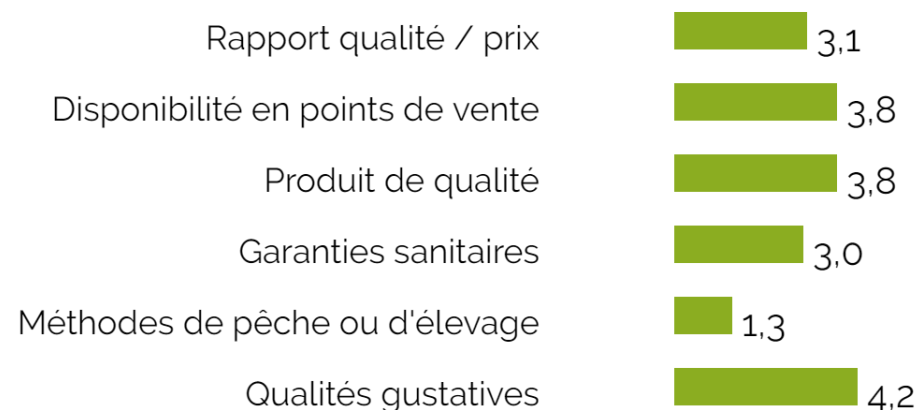 Rapport qualité / prix 3,1
Disponibilité en points de vente 3,8
Produit de qualité 3,8
Garanties sanitaires 3,0
Méthodes de pêche ou d'élevage 1,3
Qualités gustatives 4,2